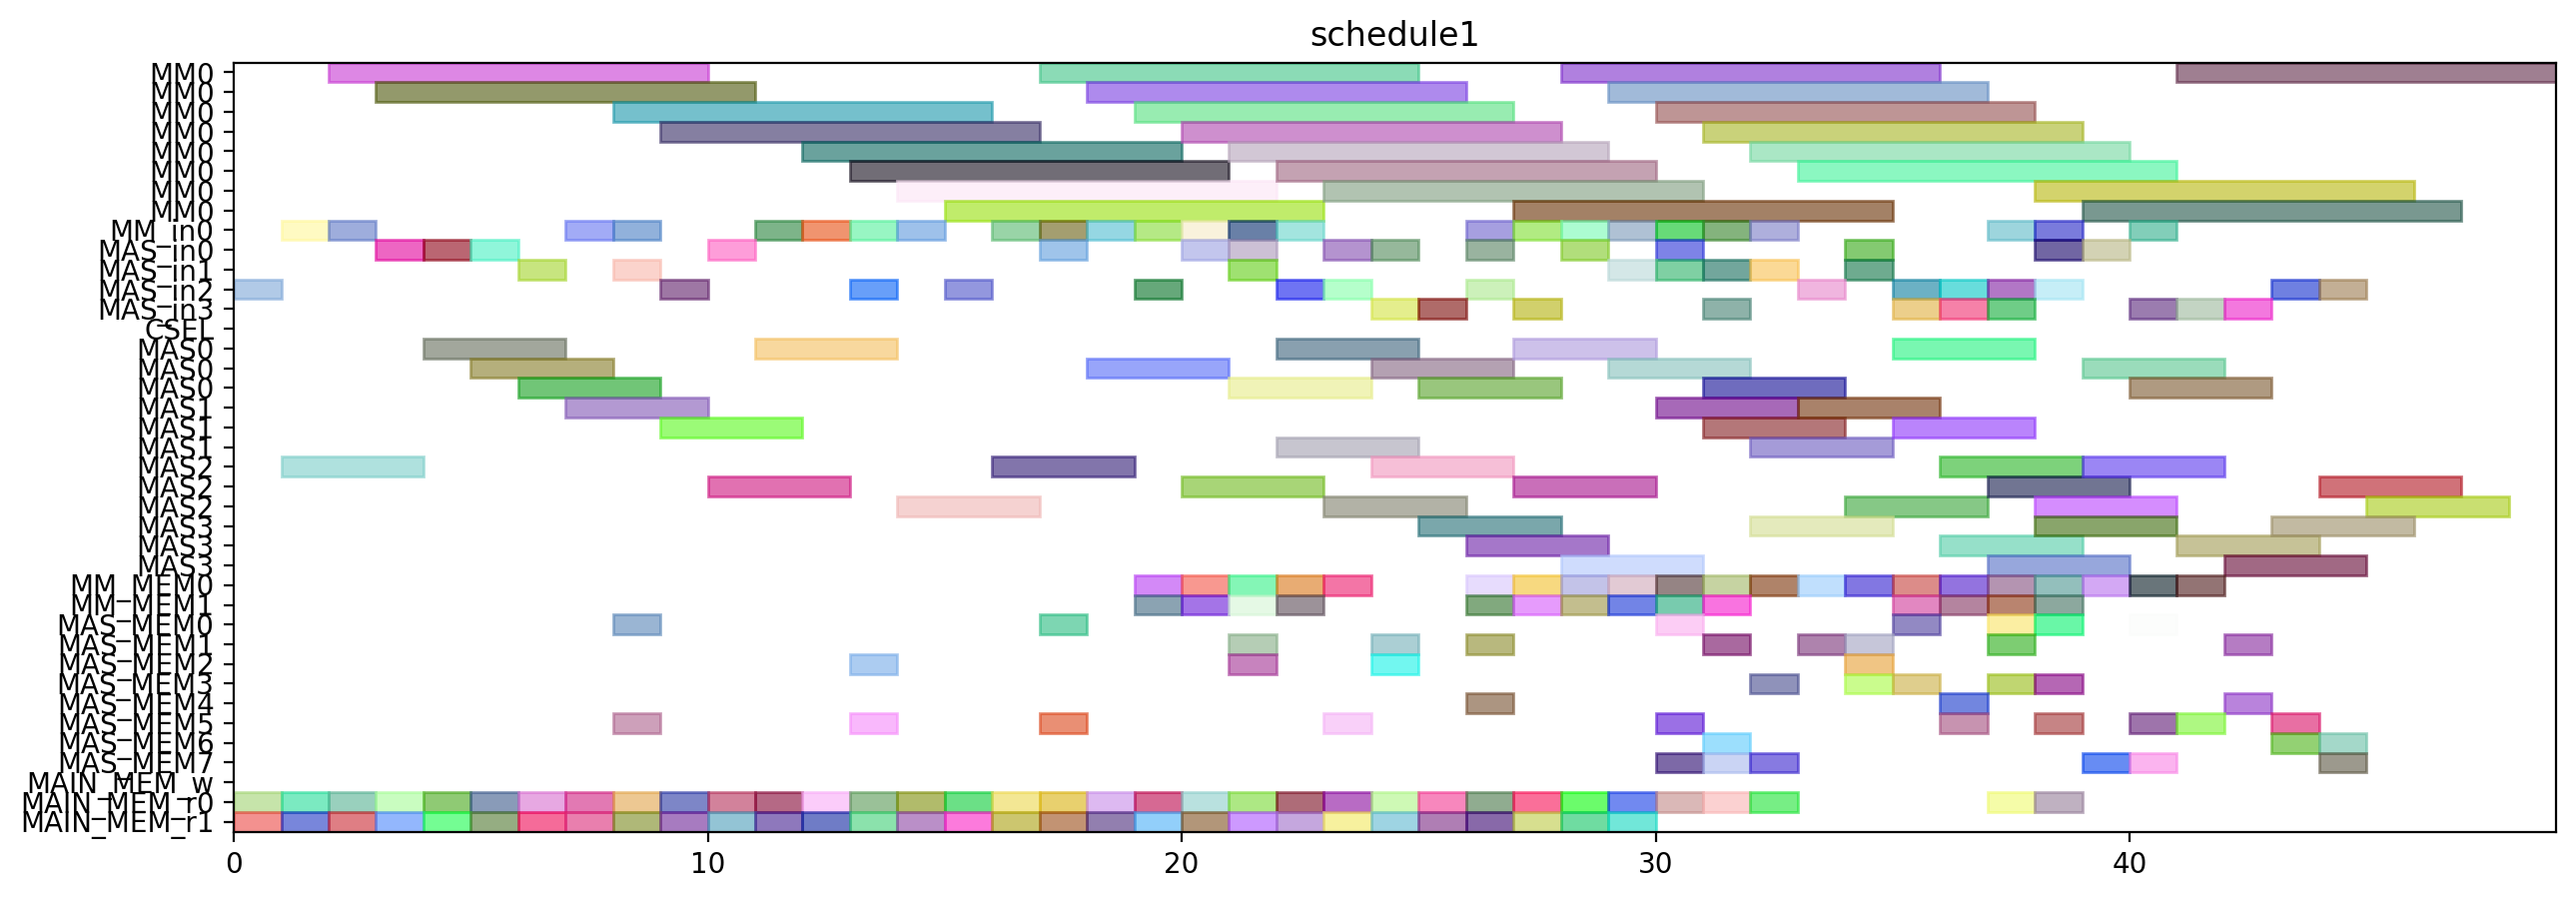 schedule1
MM0
MM0
MM0
MM0
MM0
MM0
MM0
MM0
MM_in0
MAS_in0
MAS_in1
MAS_in2
MAS_in3
CSEL
MAS0
MAS0
MAS0
MAS1
MAS1
MAS1
MAS2
MAS2
MAS2
MAS3
MAS3
MAS3
MM_MEM0
MM_MEM1
MAS_MEM0
MAS_MEM1
MAS_MEM2
MAS_MEM3
MAS_MEM4
MAS_MEM5
MAS_MEM6
MAS_MEM7
MAIN_MEM_w
MAIN_MEM_r0
MAIN_MEM_r1
0 10 20 30 40